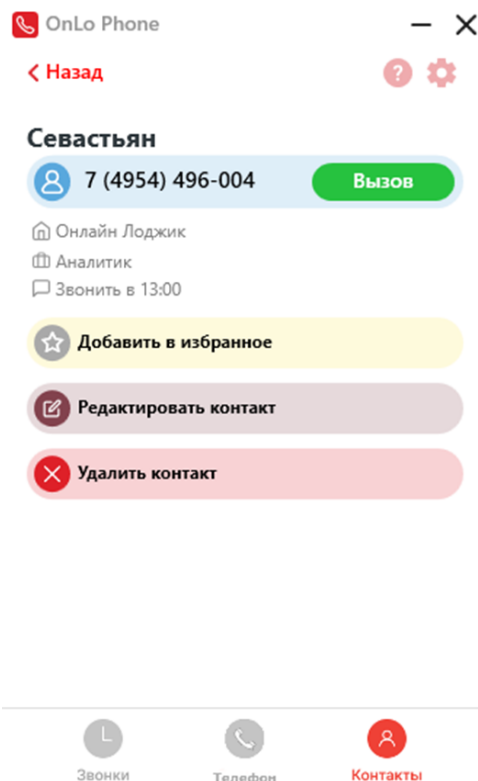 OnLo Phone
Назад
?
Севастьян
7 (4954) 496-004 Вызов
Онлайн Лоджик
Аналитик
Звонить в 13:00
Добавить в избранное
Редактировать контакт
Удалить контакт
Звонки Телефон Контакты